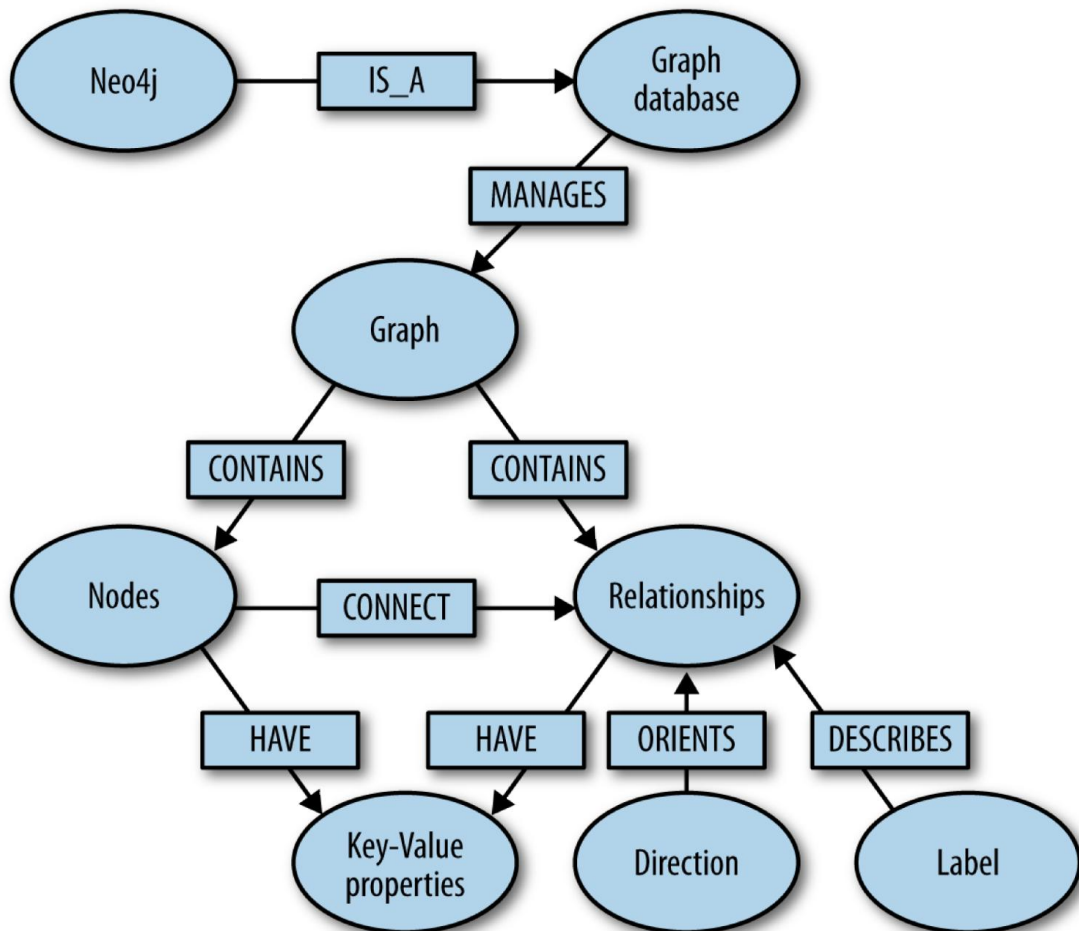 Neo4j
IS_A
Graph
database
MANAGES
Graph
CONTAINS
CONTAINS
Nodes
CONNECT
Relationships
HAVE
HAVE
ORIENTS
DESCRIBES
Key-Value
properties
Direction
Label